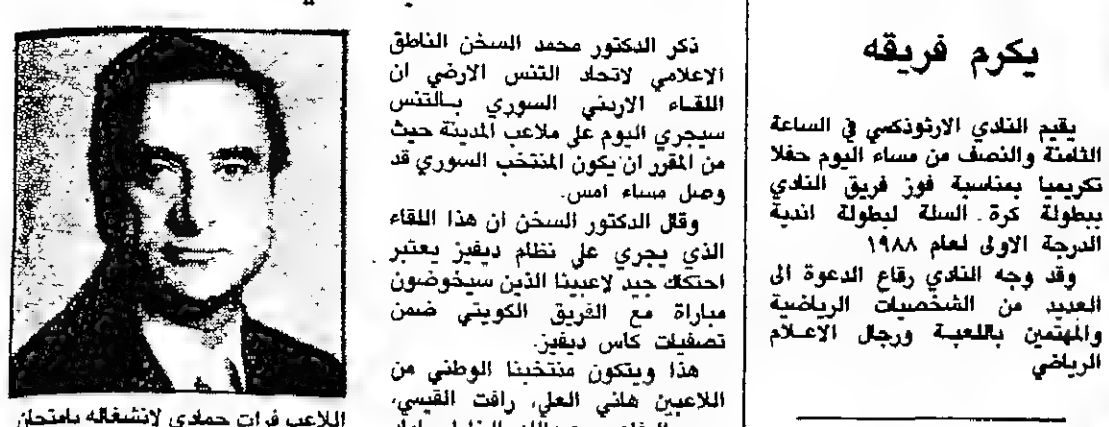 يكرم فريقه
يقيم النادي الارثوذكسي في الساعة
الثامنة والنصف من مساء اليوم حفلا
تكريميا بمناسبة فوز فريق النادي
ببطولة كرة السلة لبطولة اندية
الدرجة الاولى لعام ١٩٨٨
وقد وجه النادي رقاع الدعوة الى
العديد من الشخصيات الرياضية
والمهتمين باللعبة ورجال الاعلام
الرياضي
ذكر الدكتور محمد السخن الناطق
الاعلامي لاتحاد التنس الارضي ان
اللقاء الاردني السوري بالتنس
سيجري اليوم على ملاعب المدينة حيث
من المقرر ان يكون المنتخب السوري قد
وصل مساء امس.
وقال الدكتور السخن ان هذا اللقاء
الذي يجري على نظام ديفيز يعتبر
احتكاك جيد لاعبينا الذين سيخوضون
مباراة مع الفريق الكويتي ضمن
تصفيات كاس ديفيز.
هذا ويتكون منتخبنا الوطني من
اللاعبين هاني العلي، رافت القيسي،
اللاعب فرات حمادي لانشغاله بامتحان